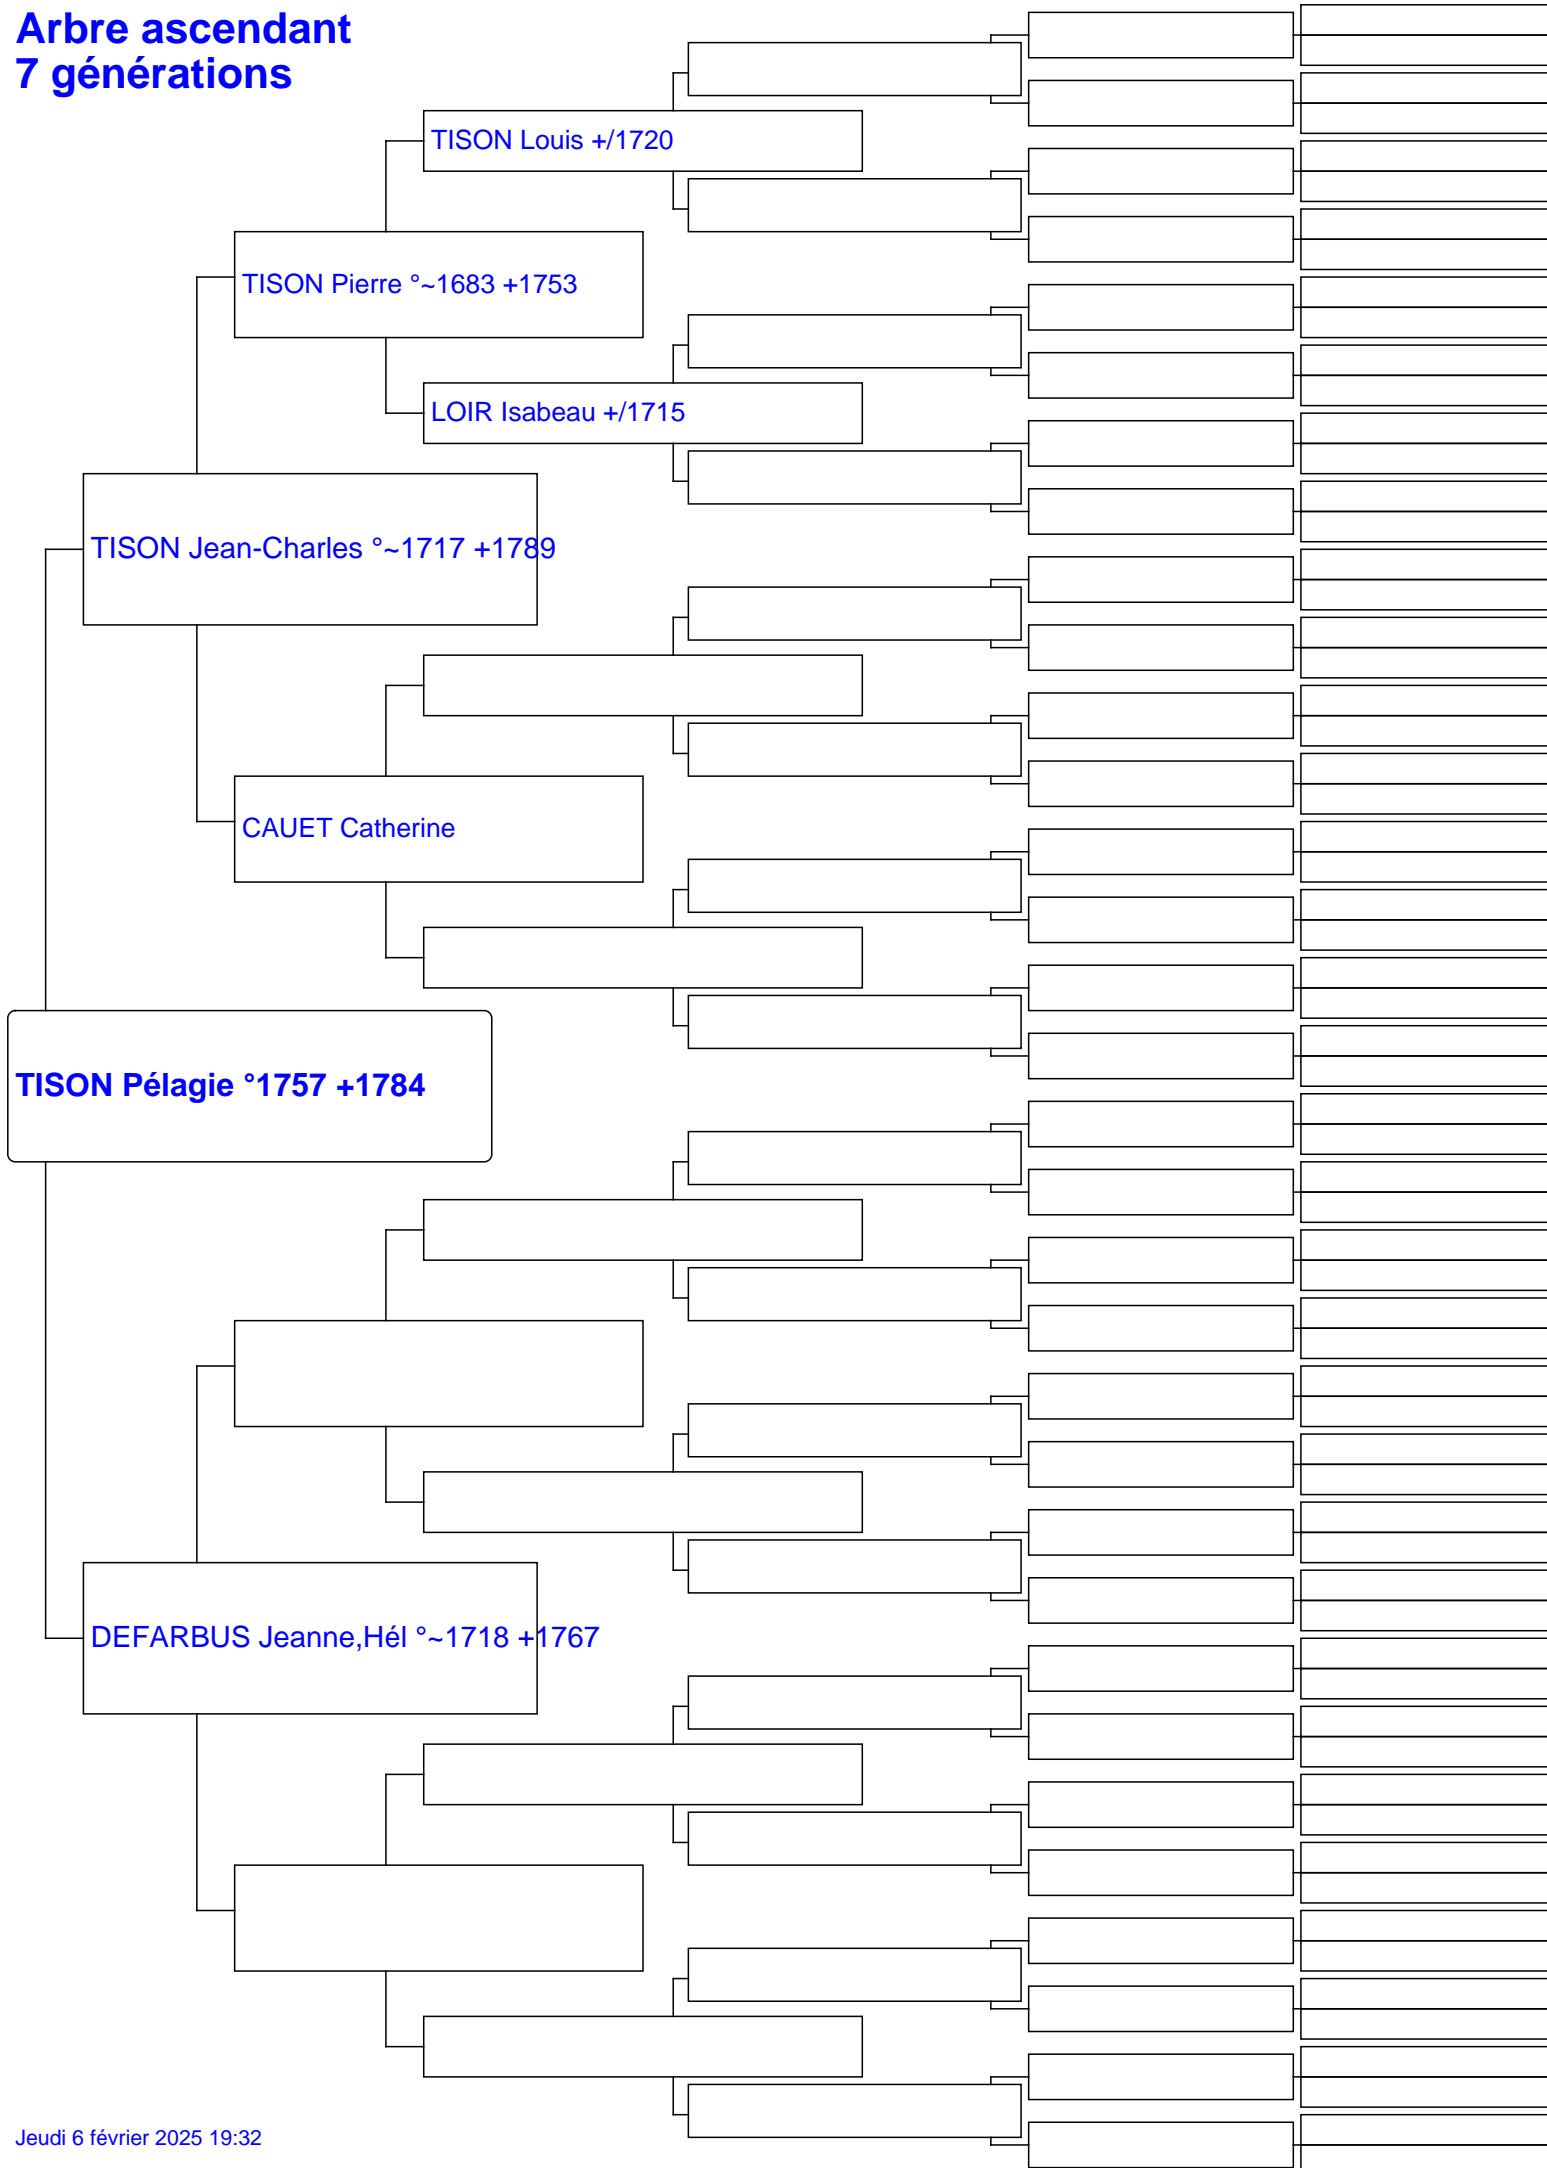 Arbre ascendant
7 générations
TISON Louis +/1720
TISON Pierre °~1683 +1753
LOIR Isabeau +/1715
TISON Jean-Charles °~1717 +1789
CAUET Catherine
TISON Pélagie °1757 +1784
DEFARBUS Jeanne,Hél °~1718 +1767
Jeudi 6 février 2025 19:32